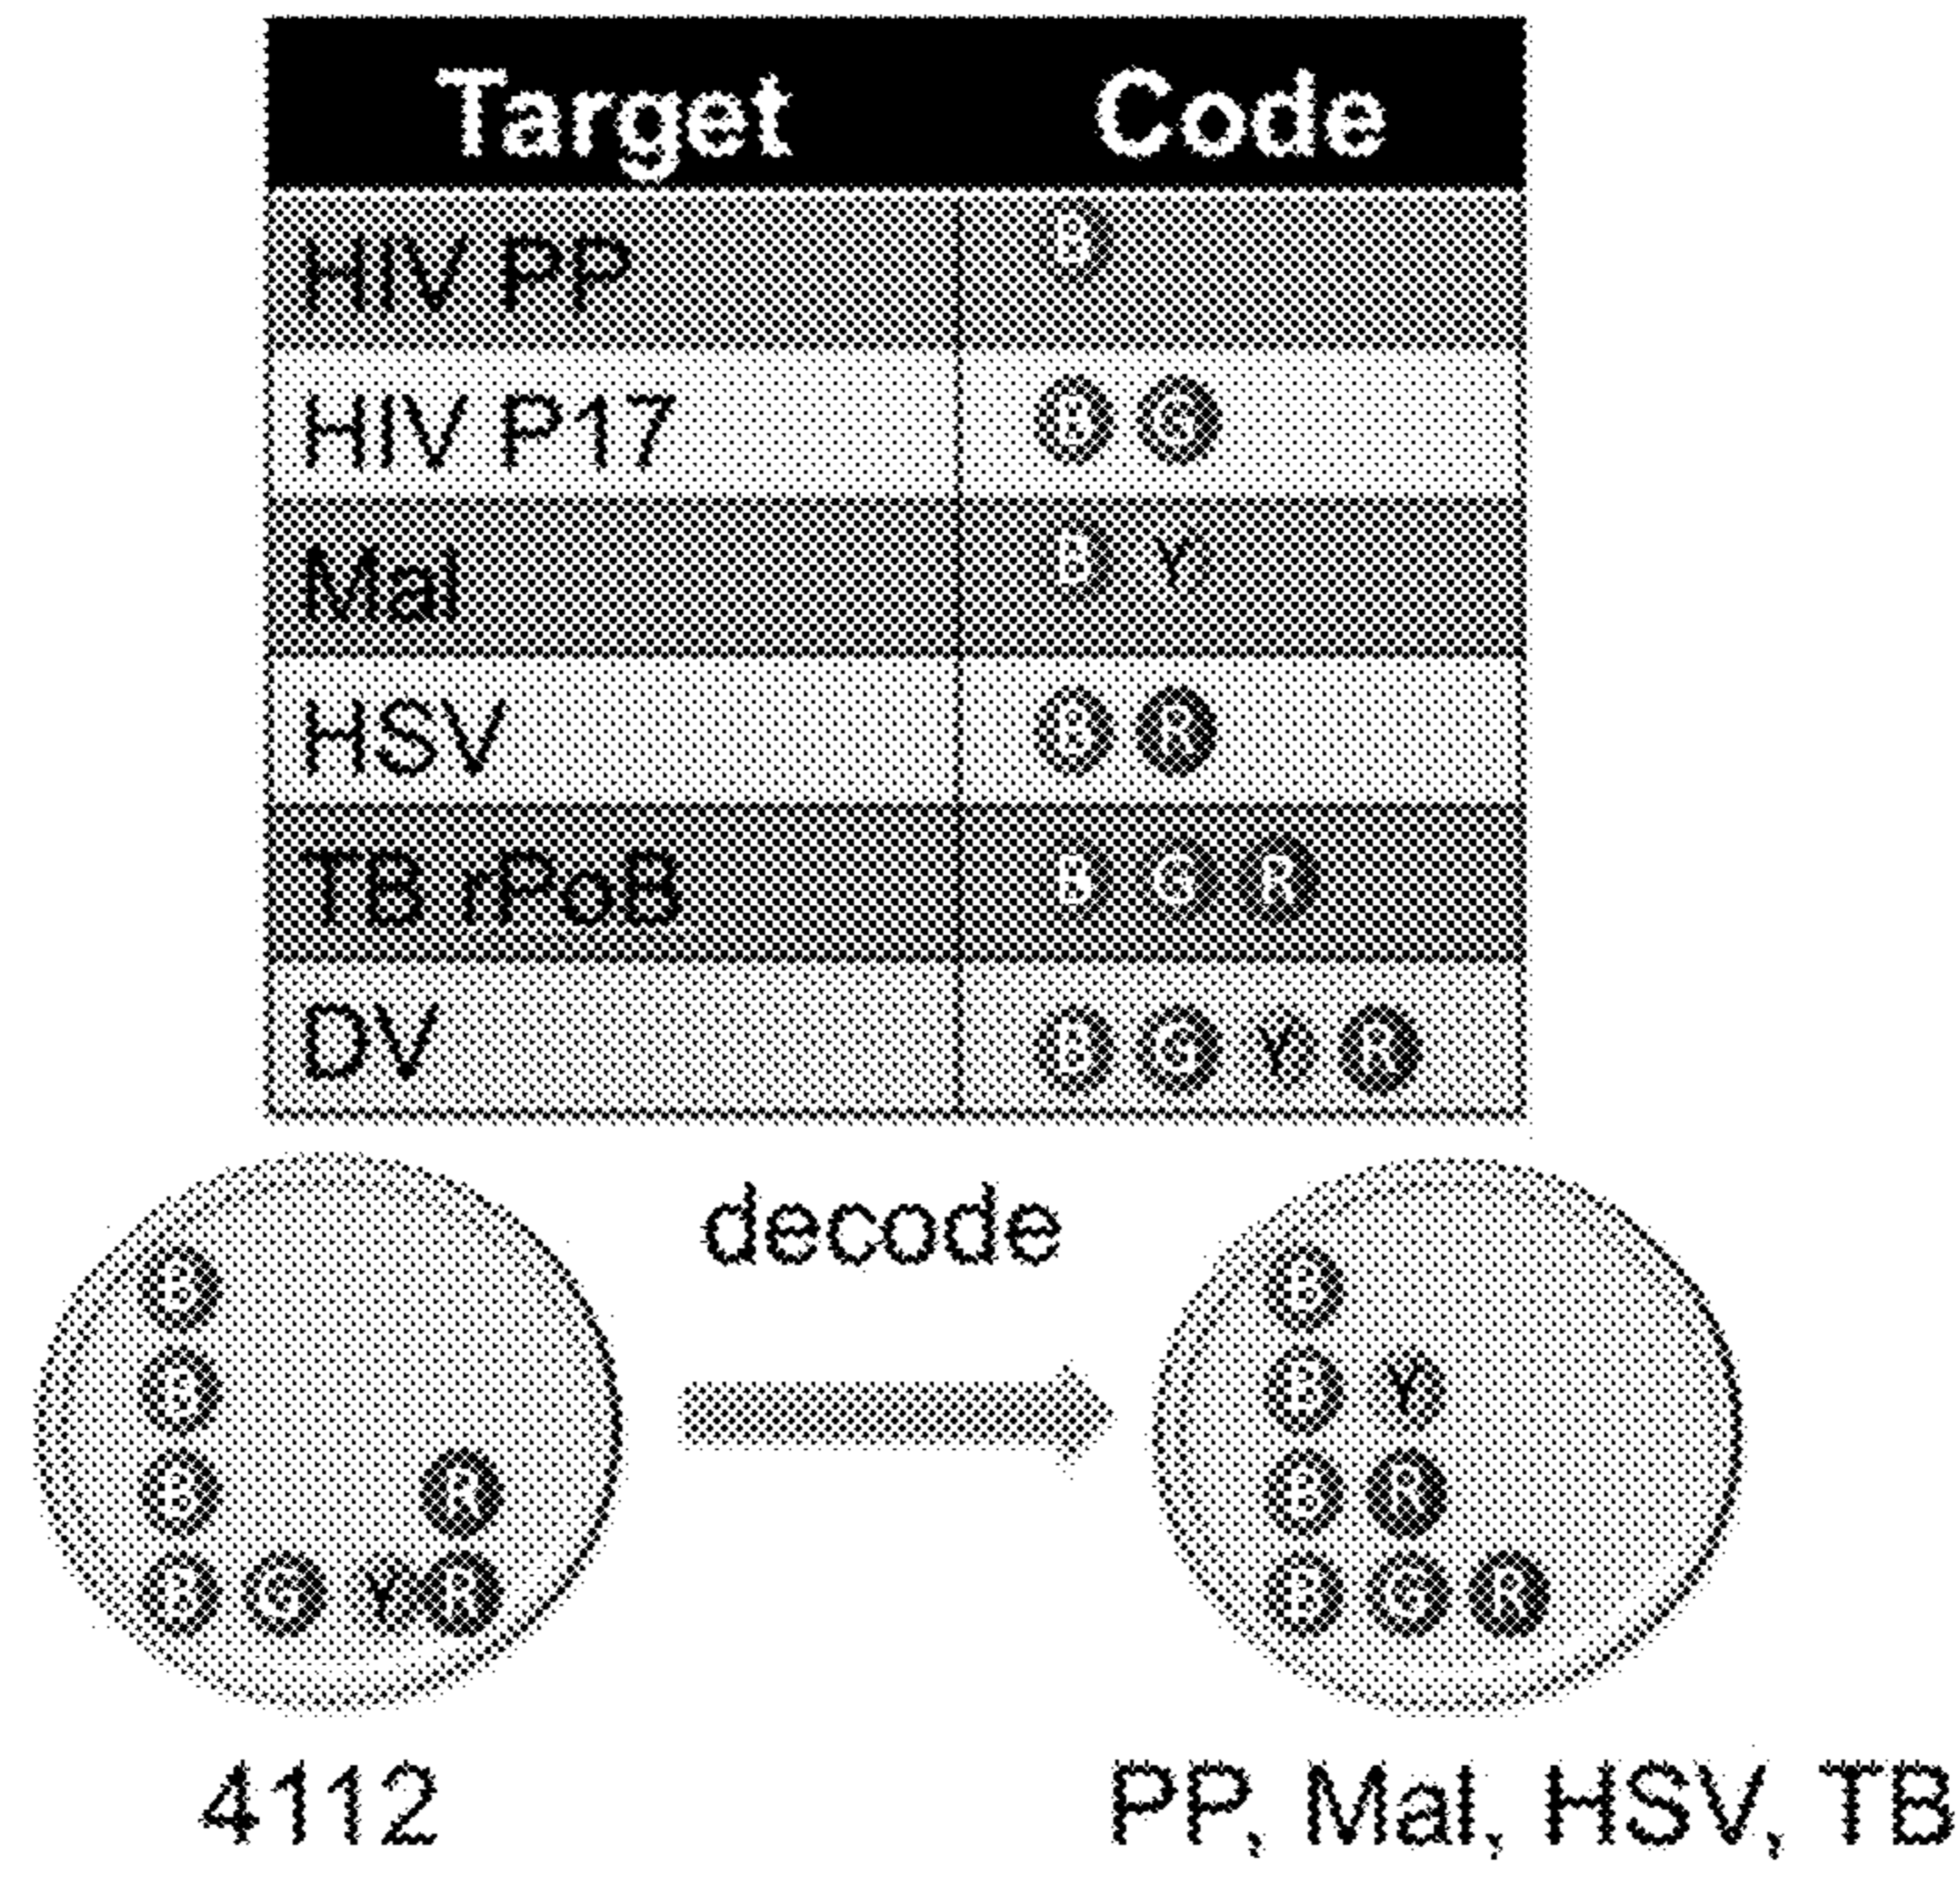 Target Code
HIV PP B
HIV P17 B G
Mal B Y
HSV B R
TB rPoB B G R
DV B G Y R
decode
B
B
B R
B G Y R
B
B Y
B R
B G R
4112
PP, Mal, HSV, TB